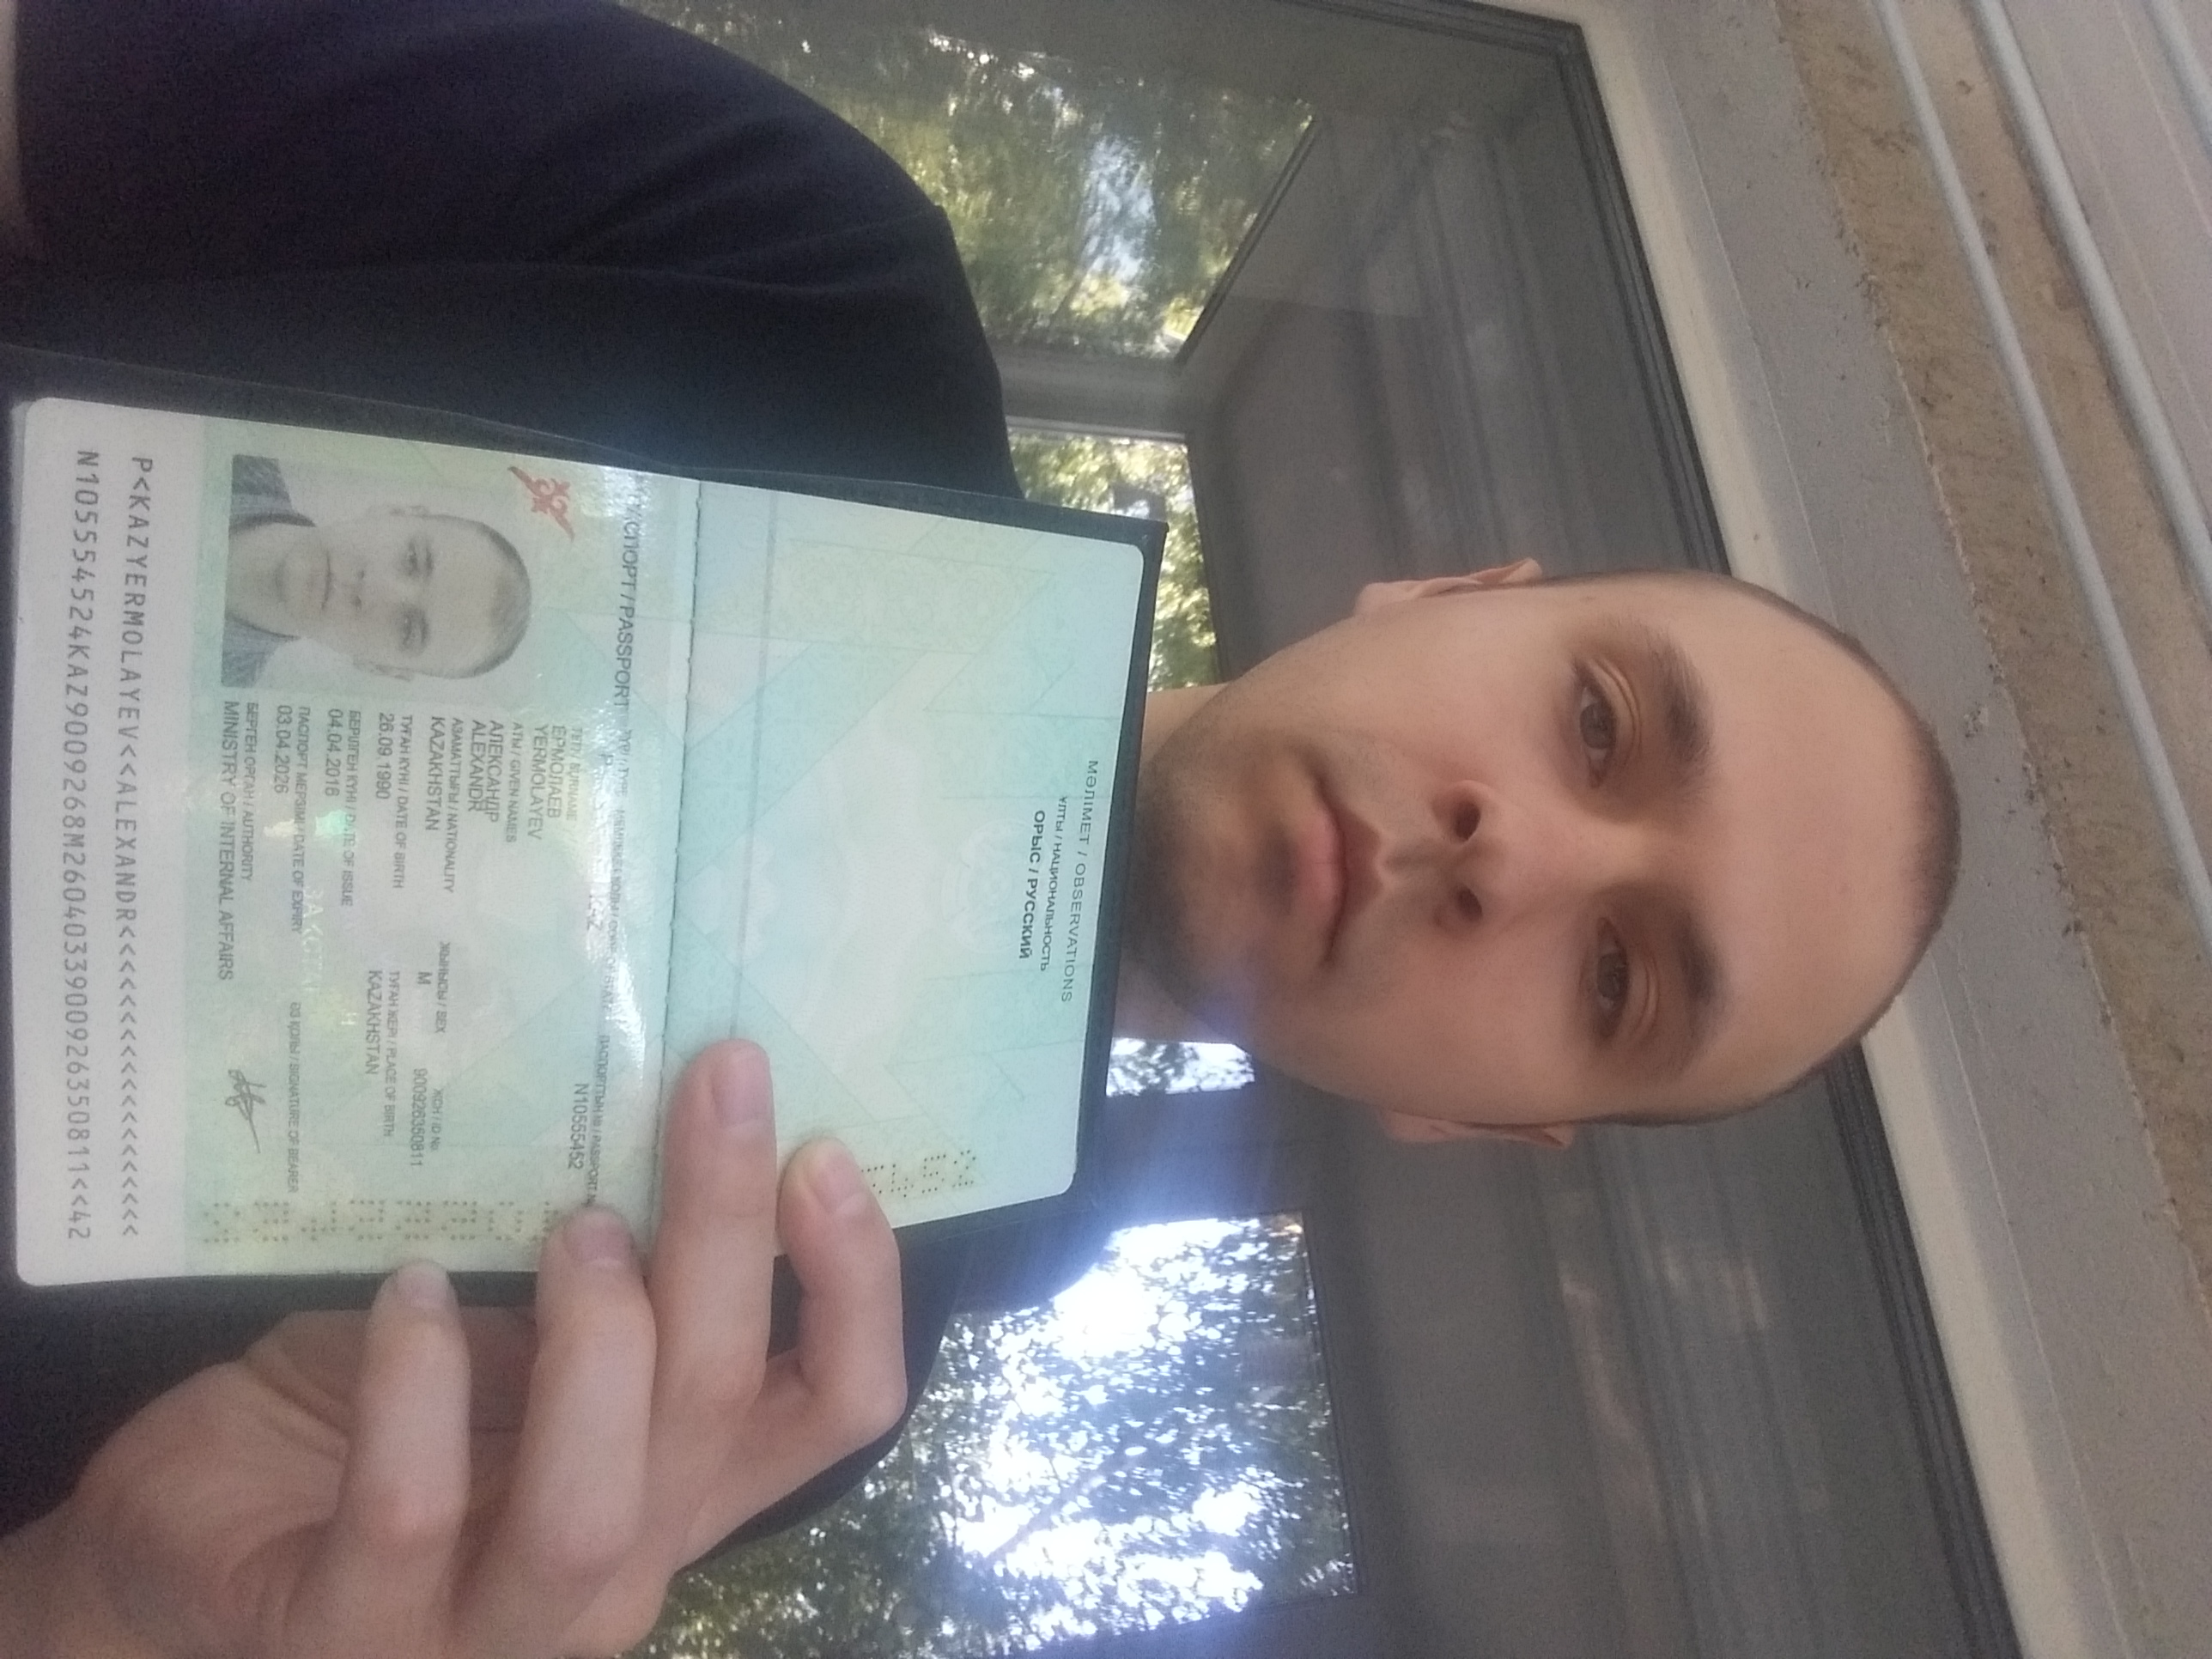 МӘЛІМЕТ / OBSERVATIONS
ҰЛТЫ / НАЦИОНАЛЬНОСТЬ
ОРЫС / РУССКИЙ
ПАСПОРТ / PASSPORT
ТҮРІ / TYPE
P
МЕМЛЕКЕТ КОДЫ / CODE OF STATE
KAZ
ПАСПОРТТЫҢ № / PASSPORT №
N10555452
ТЕГІ / SURNAME
ЕРМОЛАЕВ
YERMOLAYEV
АТЫ / GIVEN NAMES
АЛЕКСАНДР
ALEXANDR
АЗАМАТТЫҒЫ / NATIONALITY
KAZAKHSTAN
ЖЫНЫСЫ / SEX
M
ЖСН / ID №
900926350811
ТУҒАН КҮНІ / DATE OF BIRTH
26.09.1990
ТУҒАН ЖЕРІ / PLACE OF BIRTH
KAZAKHSTAN
БЕРІЛГЕН КҮНІ / DATE OF ISSUE
04.04.2016
ПАСПОРТ МЕРЗІМІ / DATE OF EXPIRY
03.04.2026
ӨЗ ҚОЛЫ / SIGNATURE OF BEARER
БЕРГЕН ОРГАН / AUTHORITY
MINISTRY OF INTERNAL AFFAIRS
P<KAZYERMOLAYEV<<ALEXANDR<<<<<<<<<<<<<<<<<<<
N105554524KAZ9009268M2604033900926350811<<42